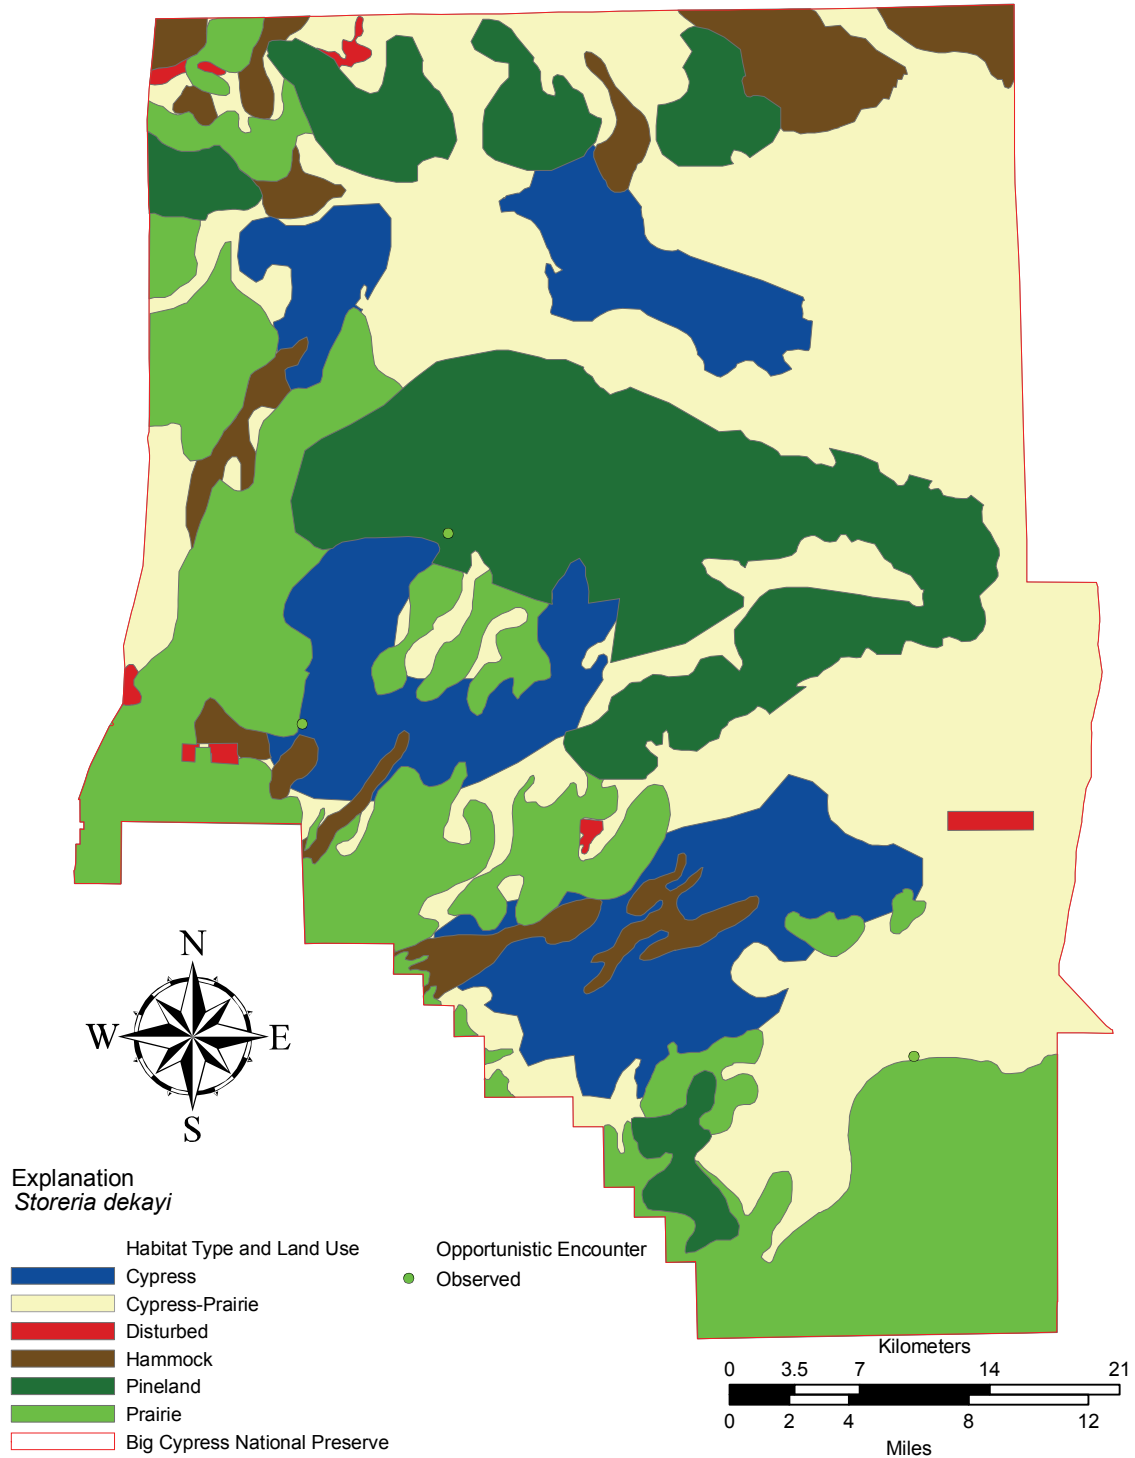 N
W E
S
Explanation
Storeria dekayi
Habitat Type and Land Use
Cypress
Cypress-Prairie
Disturbed
Hammock
Pineland
Prairie
Big Cypress National Preserve
Opportunistic Encounter
Observed
Kilometers
0 3.5 7 14 21
0 2 4 8 12
Miles